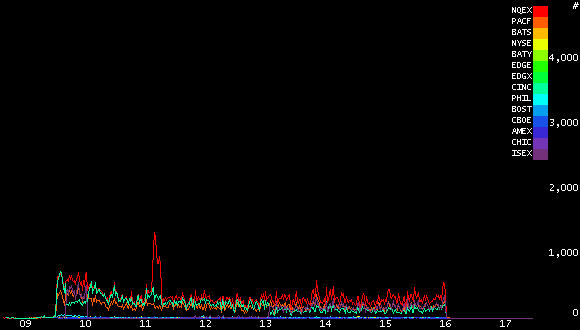 #
NQEX
PACF
BATS
NYSE
BATY
EDGE
EDGX
CINC
PHIL
BOST
CBOE
AMEX
CHIC
ISEX
4,000
3,000
2,000
1,000
0
09 10 11 12 13 14 15 16 17